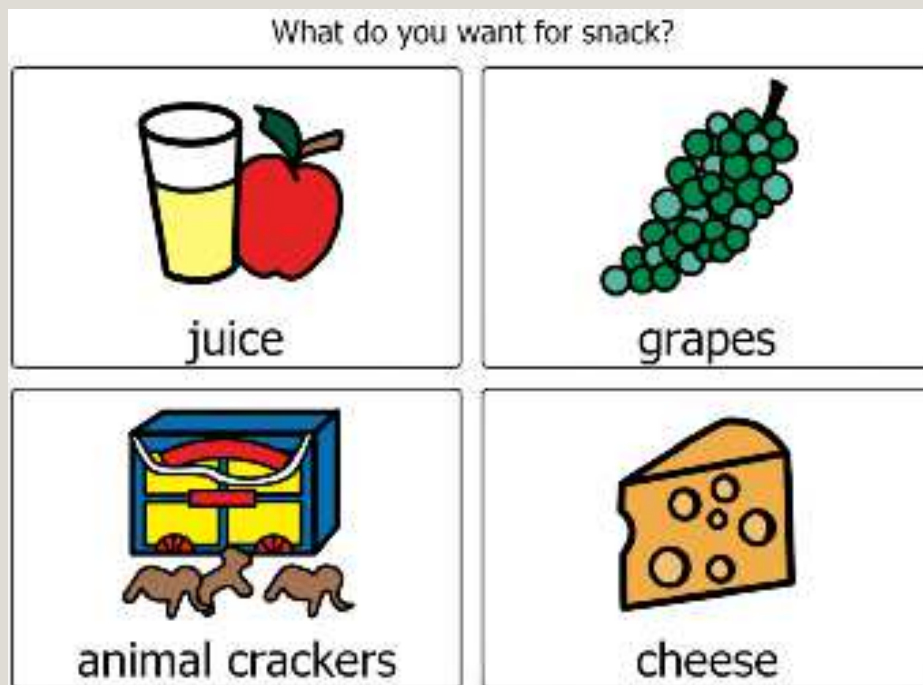 What do you want for snack?
juice
grapes
animal crackers
cheese